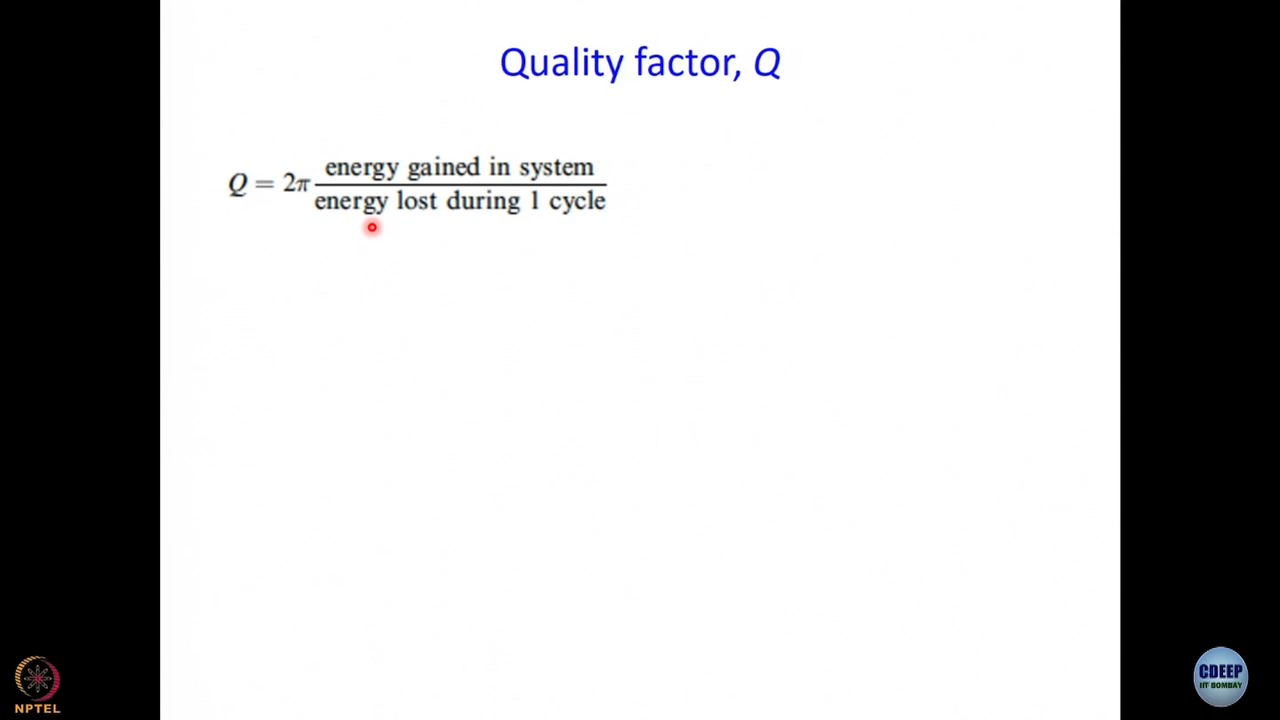 Quality factor, Q
Q = 2π energy gained in system
energy lost during 1 cycle
NPTEL
CDEEP
IIT BOMBAY